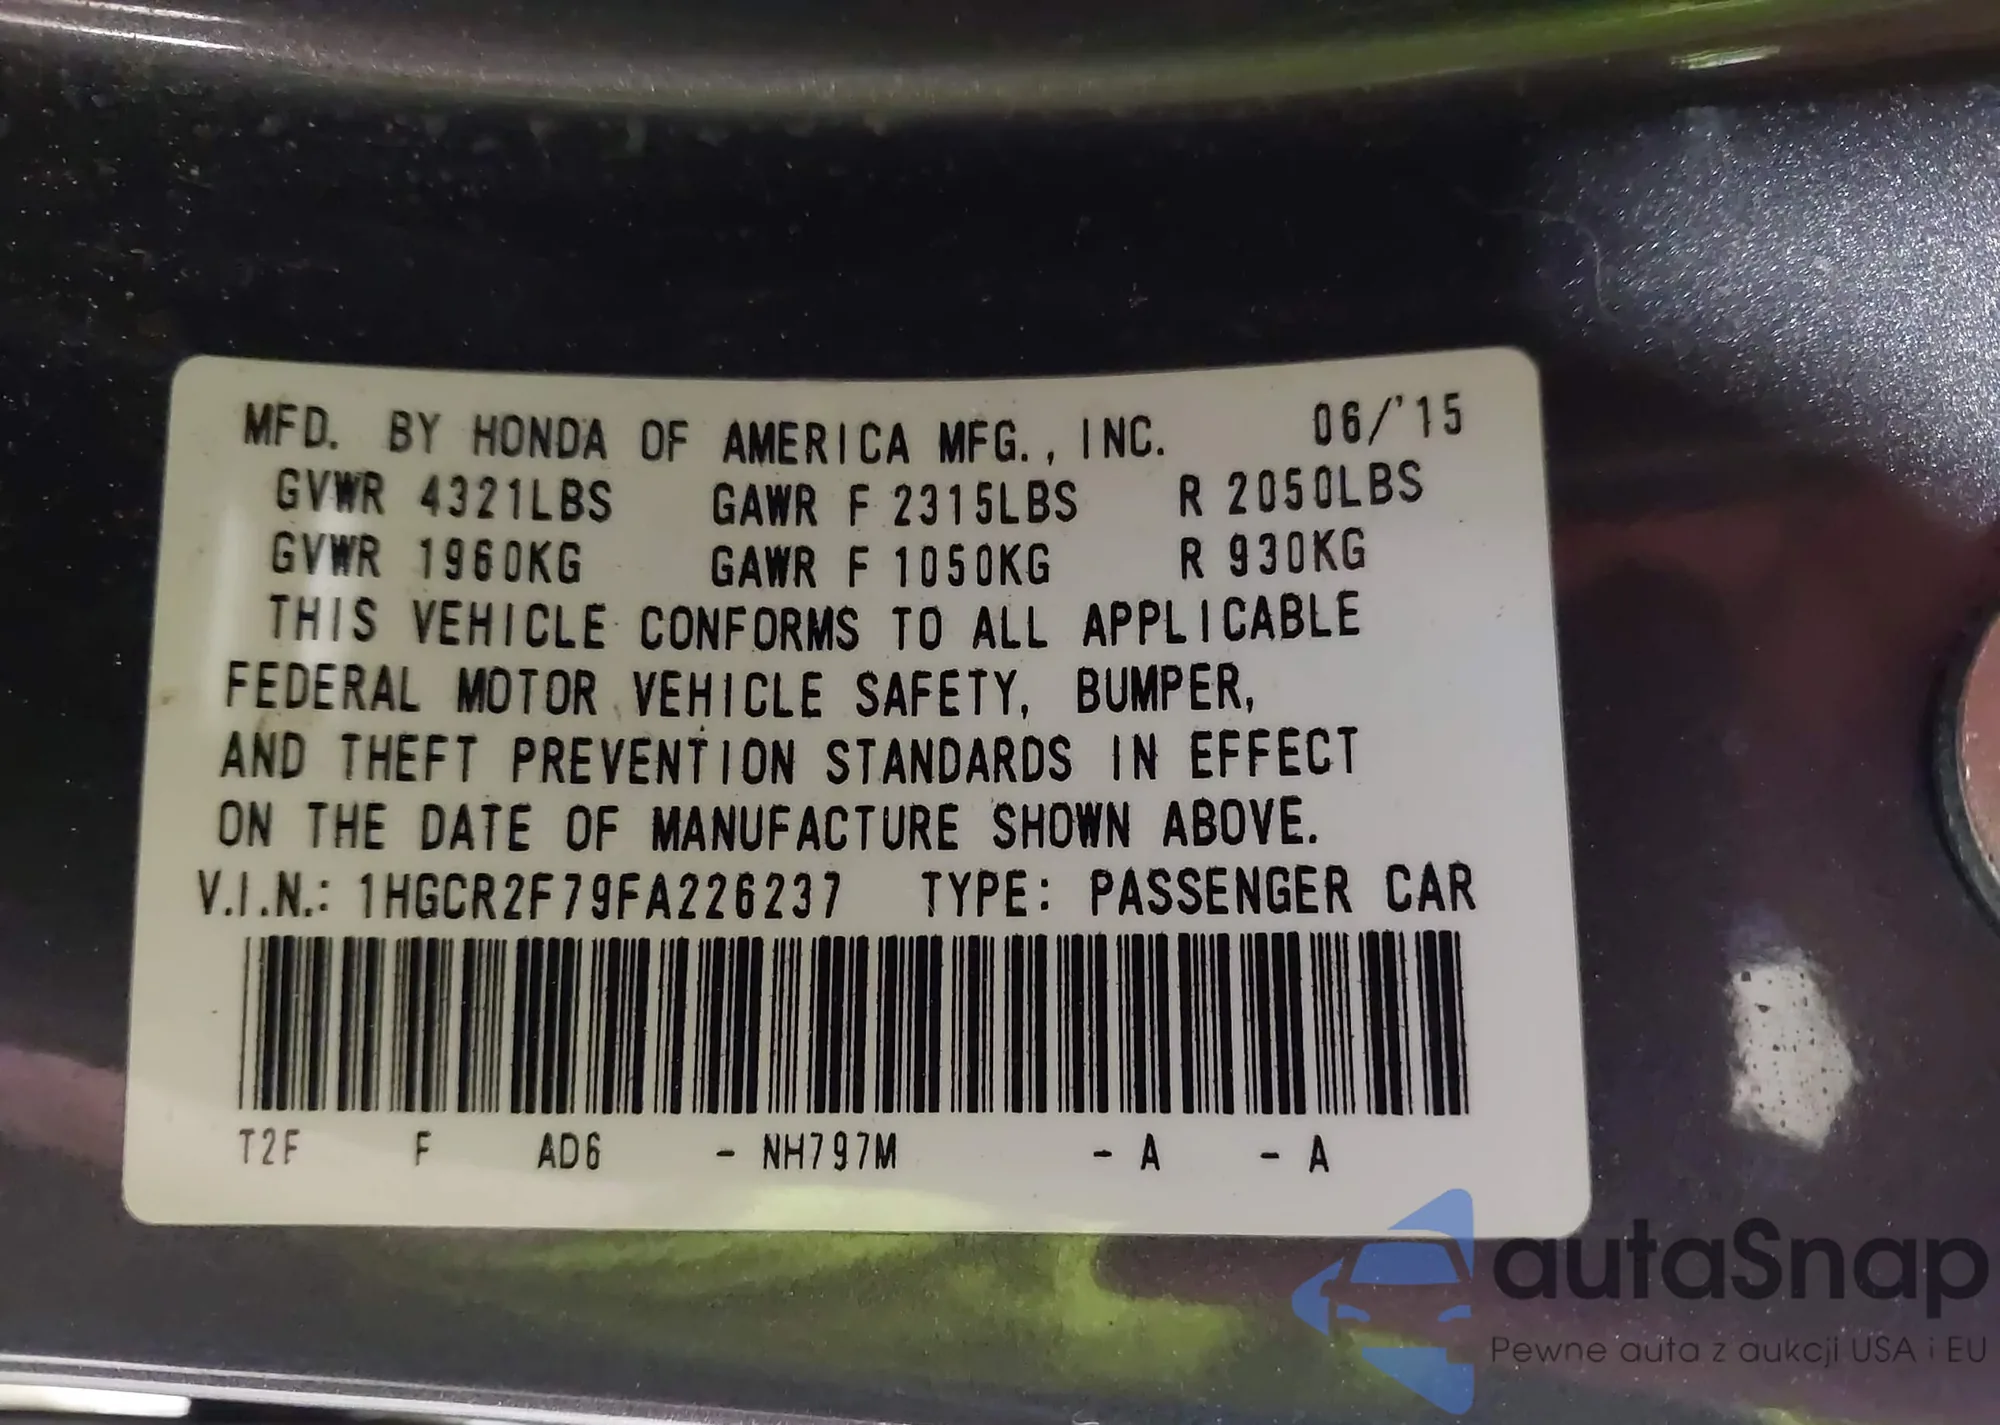 MFD. BY HONDA OF AMERICA MFG., INC. 06/'15
GVWR 4321LBS GAWR F 2315LBS R 2050LBS
GVWR 1960KG GAWR F 1050KG R 930KG
THIS VEHICLE CONFORMS TO ALL APPLICABLE
FEDERAL MOTOR VEHICLE SAFETY, BUMPER,
AND THEFT PREVENTION STANDARDS IN EFFECT
ON THE DATE OF MANUFACTURE SHOWN ABOVE.
V.I.N.: 1HGCR2F79FA226237 TYPE: PASSENGER CAR
T2F F AD6 - NH797M - A - A
autaSnap
Pewne auta z aukcji USA i EU